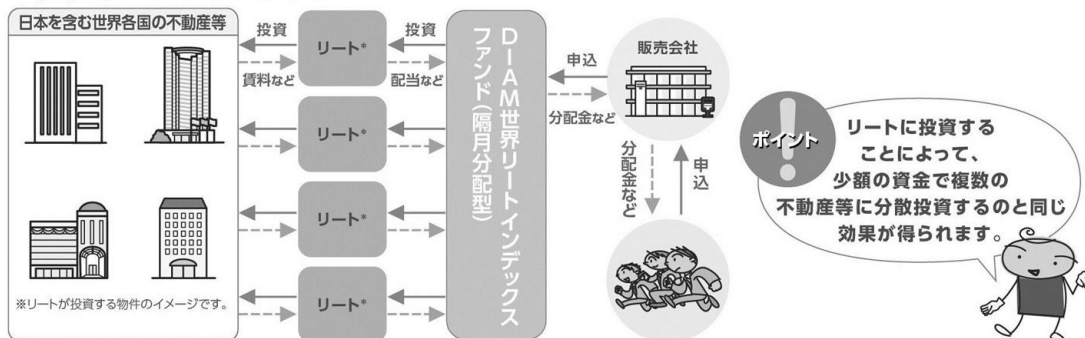 日本を含む世界各国の不動産等
※リートが投資する物件のイメージです。
投資
賃料など
リート*
リート*
リート*
リート*
投資
配当など
DIAM世界リートインデックス
ファンド(隔月分配型)
申込
分配金など
販売会社
分配金など
申込
ポイント
リートに投資する
ことによって、
少額の資金で複数の
不動産等に分散投資するのと同じ
効果が得られます。